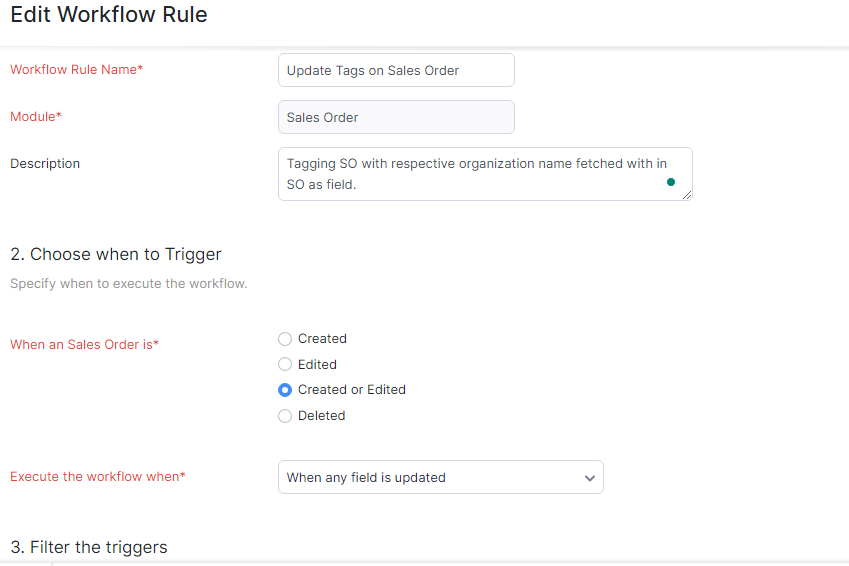 Edit Workflow Rule
Workflow Rule Name*
Update Tags on Sales Order
Module*
Sales Order
Description
Tagging SO with respective organization name fetched with in
SO as field.
2. Choose when to Trigger
Specify when to execute the workflow.
When an Sales Order is*
Created
Edited
Created or Edited
Deleted
Execute the workflow when*
When any field is updated
3. Filter the triggers